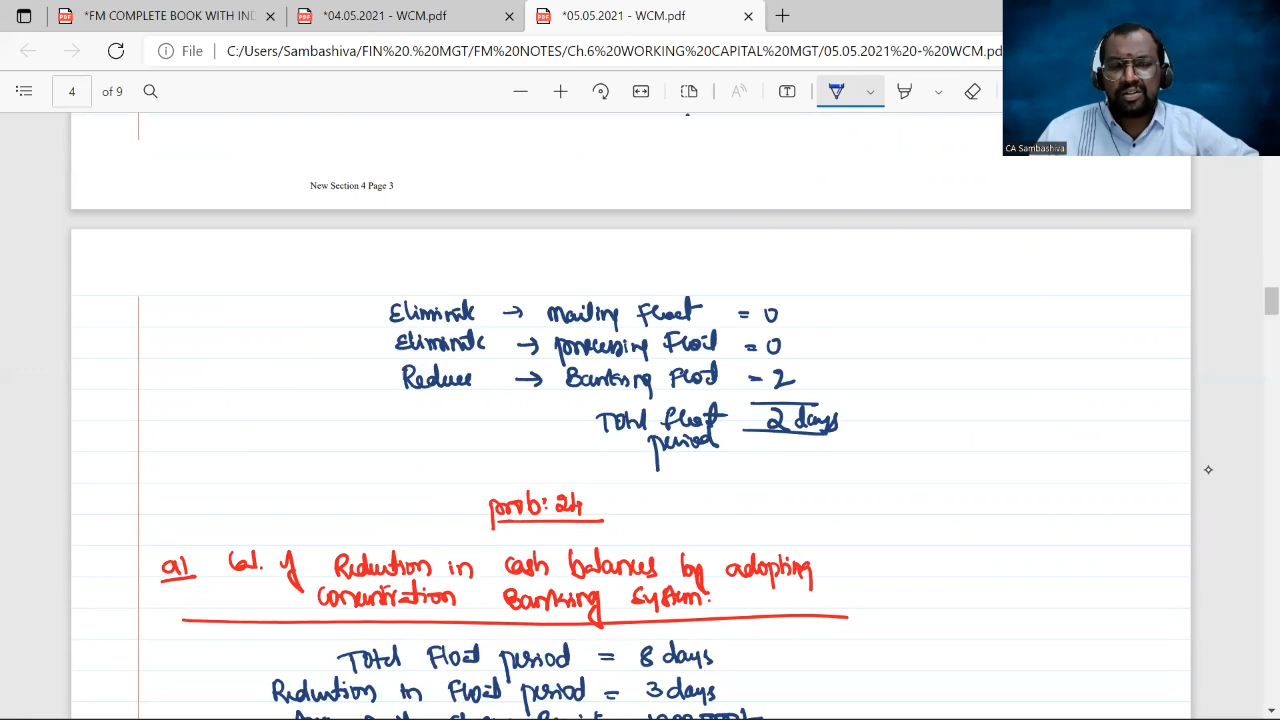 *FM COMPLETE BOOK WITH IND
*04.05.2021 - WCM.pdf
*05.05.2021 - WCM.pdf
File
C:/Users/Sambashiva/FIN%20.%20MGT/FM%20NOTES/Ch.6%20WORKING%20CAPITAL%20MGT/05.05.2021%20-%20WCM.pd
4 of 9
CA Sambashiva
New Section 4 Page 3
Eliminate → Mailing Float = 0
Eliminate → processing Float = 0
Reduce → Banking Float = 2
Total float period 2 days
prob: 24
a) Cal. of Reduction in cash balances by adopting
Concentration Banking System:
Total Float period = 8 days
Reduction in Float period = 3 days